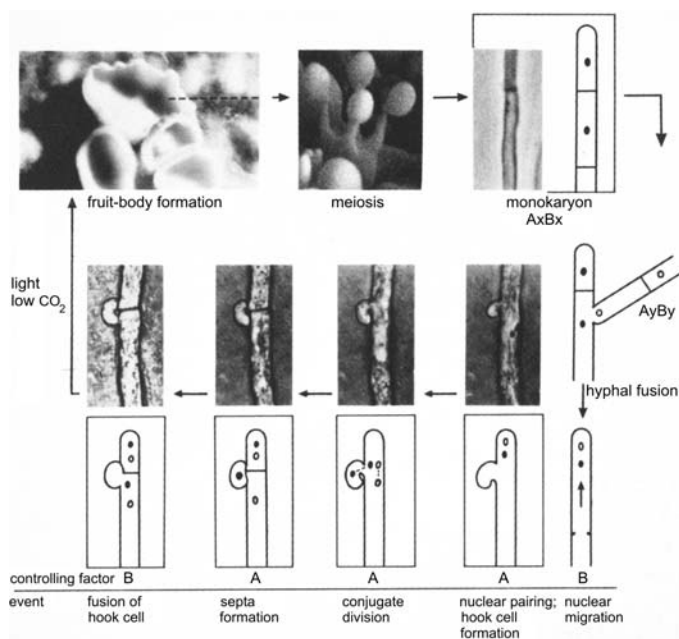 fruit-body formation
meiosis
monokaryon
AxBx
light
low CO2
AyBy
hyphal fusion
controlling factor B A A A B
event fusion of hook cell septa formation conjugate division nuclear pairing; hook cell formation nuclear migration